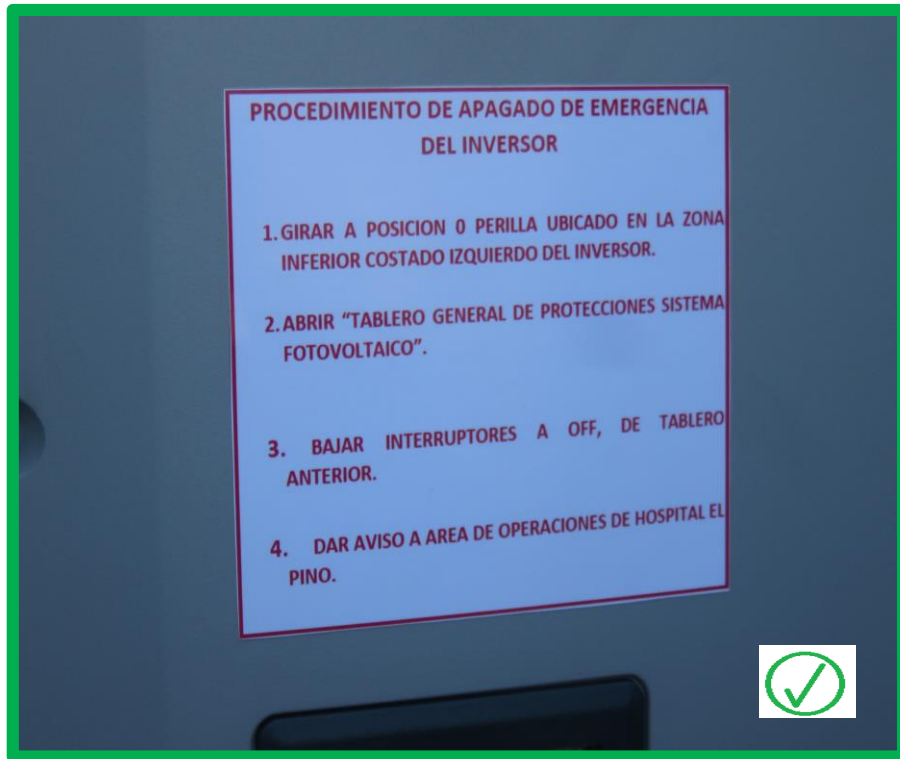 PROCEDIMIENTO DE APAGADO DE EMERGENCIA
DEL INVERSOR
1. GIRAR A POSICION 0 PERILLA UBICADO EN LA ZONA
INFERIOR COSTADO IZQUIERDO DEL INVERSOR.
2. ABRIR “TABLERO GENERAL DE PROTECCIONES SISTEMA
FOTOVOLTAICO”.
3. BAJAR INTERRUPTORES A OFF, DE TABLERO
ANTERIOR.
4. DAR AVISO A AREA DE OPERACIONES DE HOSPITAL EL
PINO.